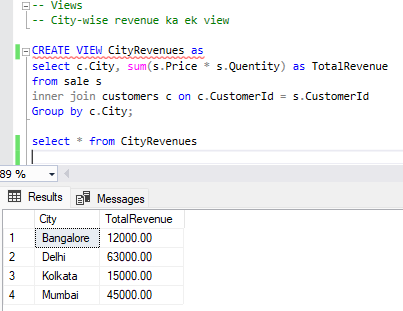 -- Views
-- City-wise revenue ka ek view
CREATE VIEW CityRevenues as
select c.City, sum(s.Price * s.Quentity) as TotalRevenue
from sale s
inner join customers c on c.CustomerId = s.CustomerId
Group by c.City;
select * from CityRevenues
89 %
Results Messages
City TotalRevenue
1 Bangalore 12000.00
2 Delhi 63000.00
3 Kolkata 15000.00
4 Mumbai 45000.00